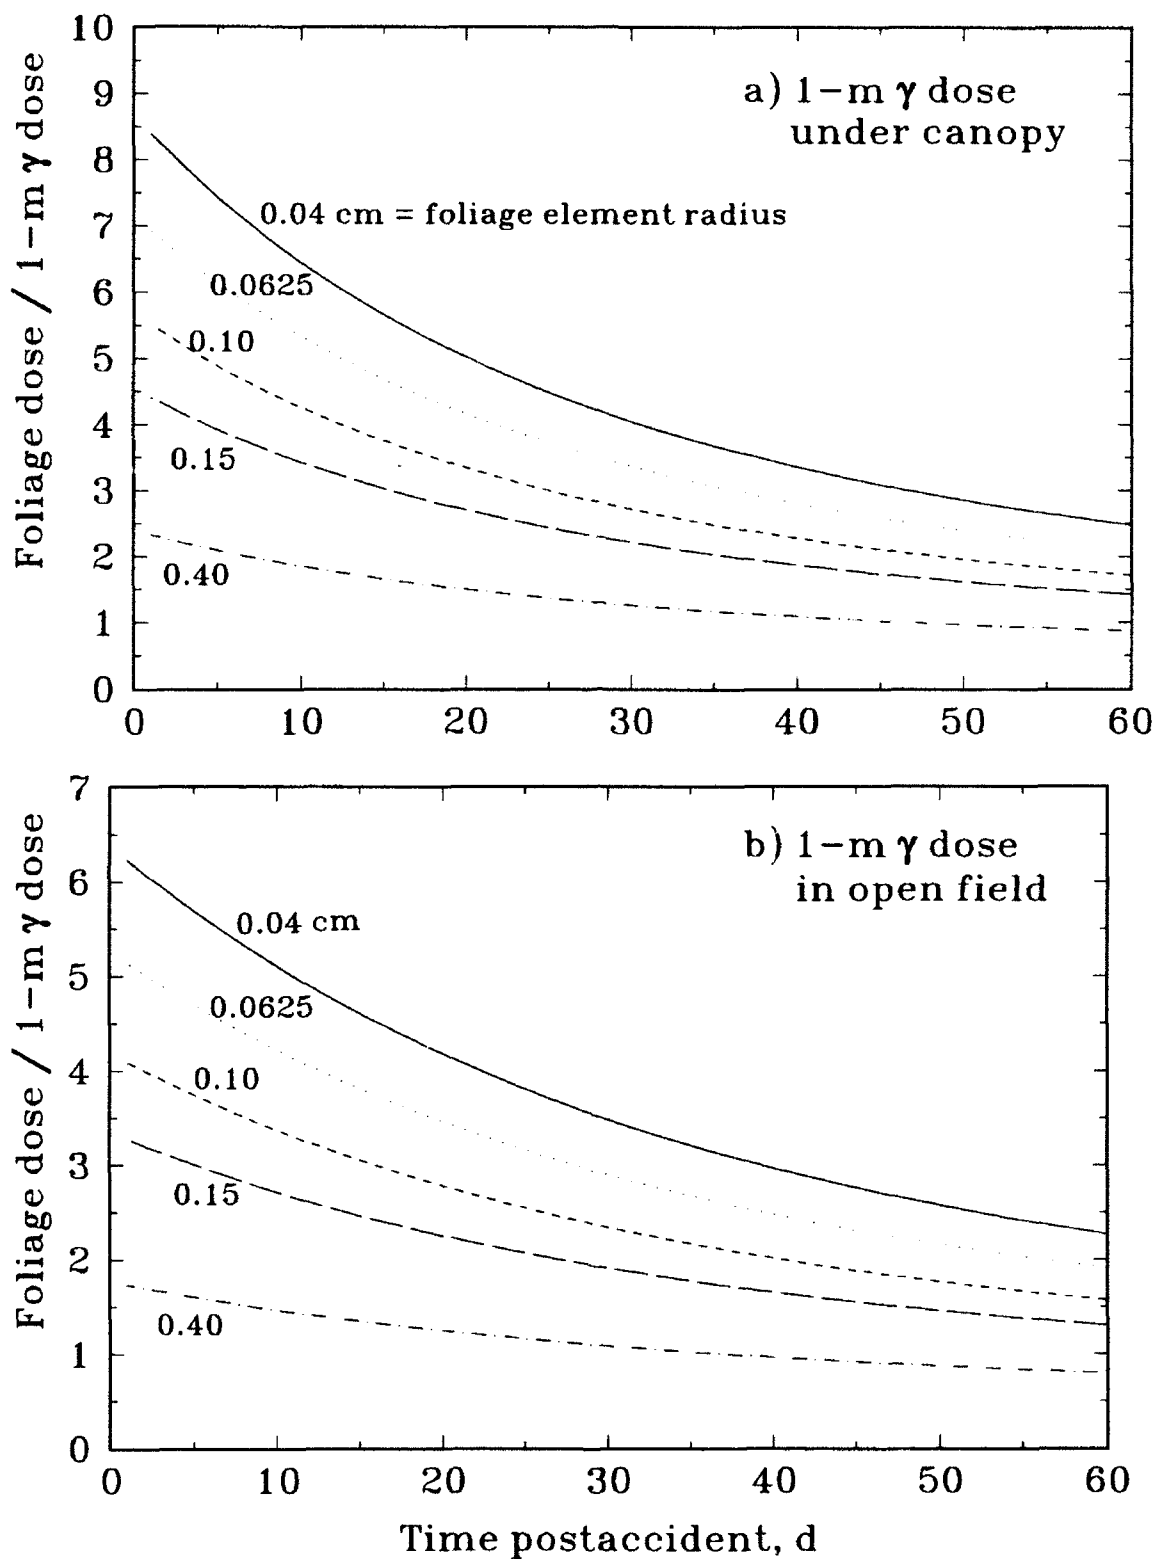 a) 1−m γ dose
under canopy
0.04 cm = foliage element radius
0.0625
0.10
0.15
0.40
Foliage dose / 1−m γ dose
10
9
8
7
6
5
4
3
2
1
0
0 10 20 30 40 50 60
b) 1−m γ dose
in open field
0.04 cm
0.0625
0.10
0.15
0.40
Foliage dose / 1−m γ dose
7
6
5
4
3
2
1
0
0 10 20 30 40 50 60
Time postaccident, d